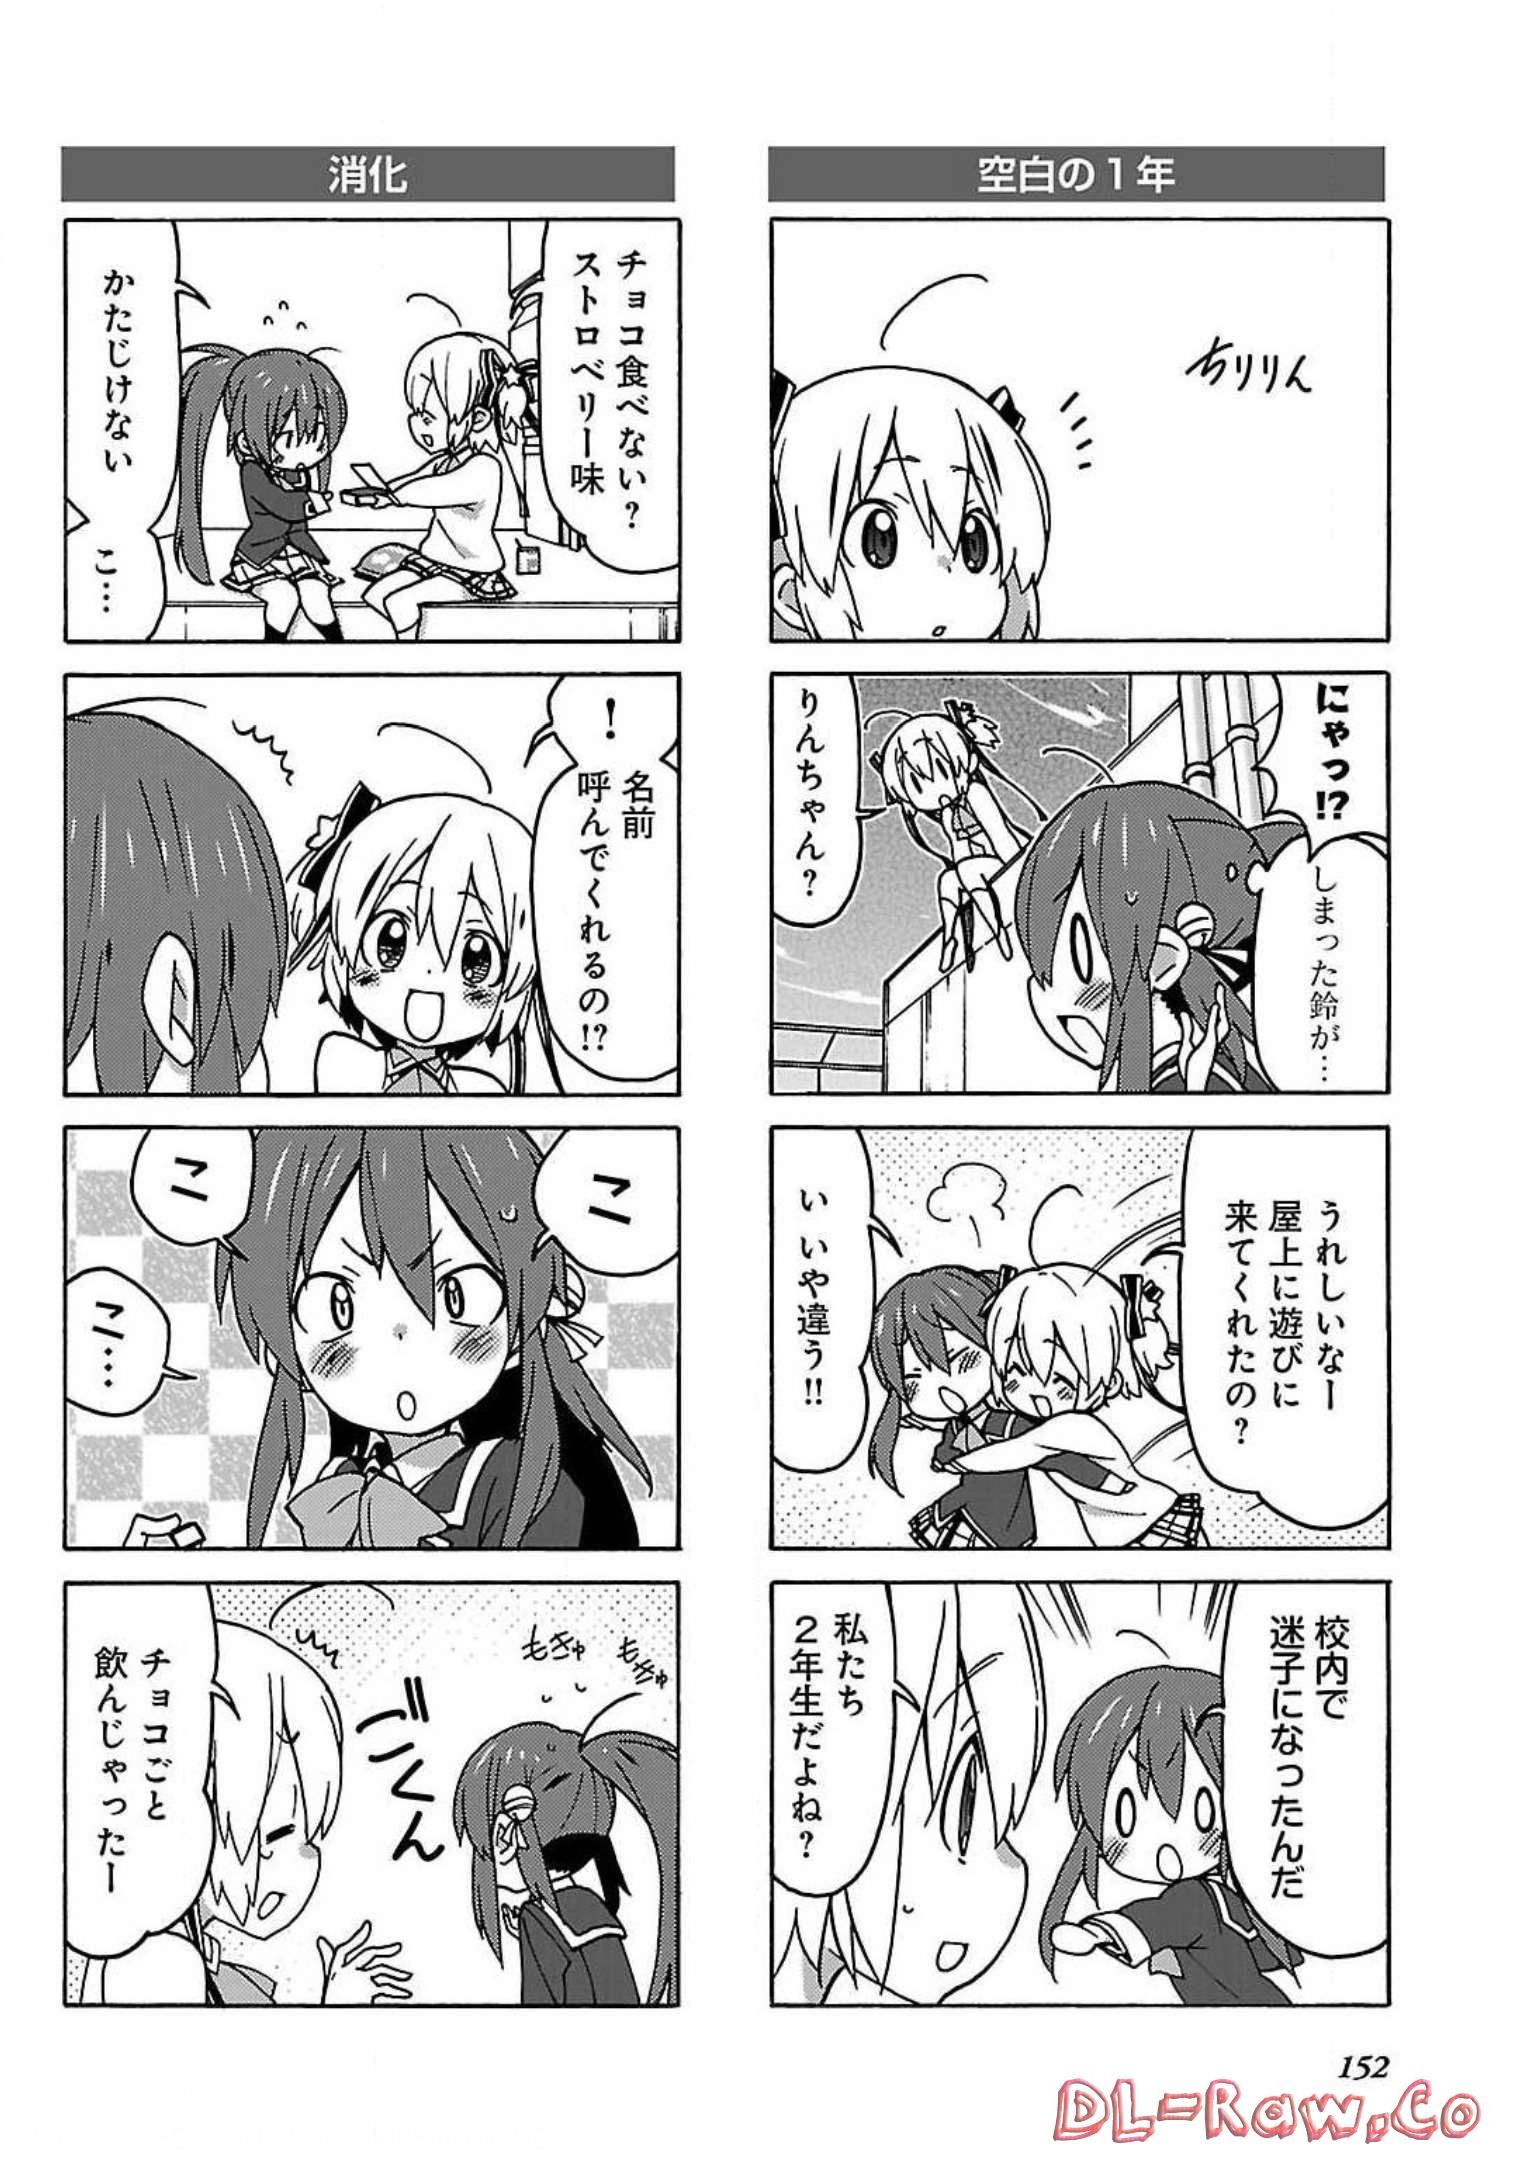 空白の1年
ちりりん
にゃっ!?
しまった鈴が…
りんちゃん?
うれしいなー
屋上に遊びに
来てくれたの?
い いや違う!!
校内で
迷子になったんだ
私たち
2年生だよね?
消化
チョコ食べない?
ストロベリー味
かたじけない
こ…
!
名前
呼んでくれるの!?
こ
こ
こ…
もきゅ
もきゅ
ごくん
チョコごと
飲んじゃったー
152
DL-Raw.Co